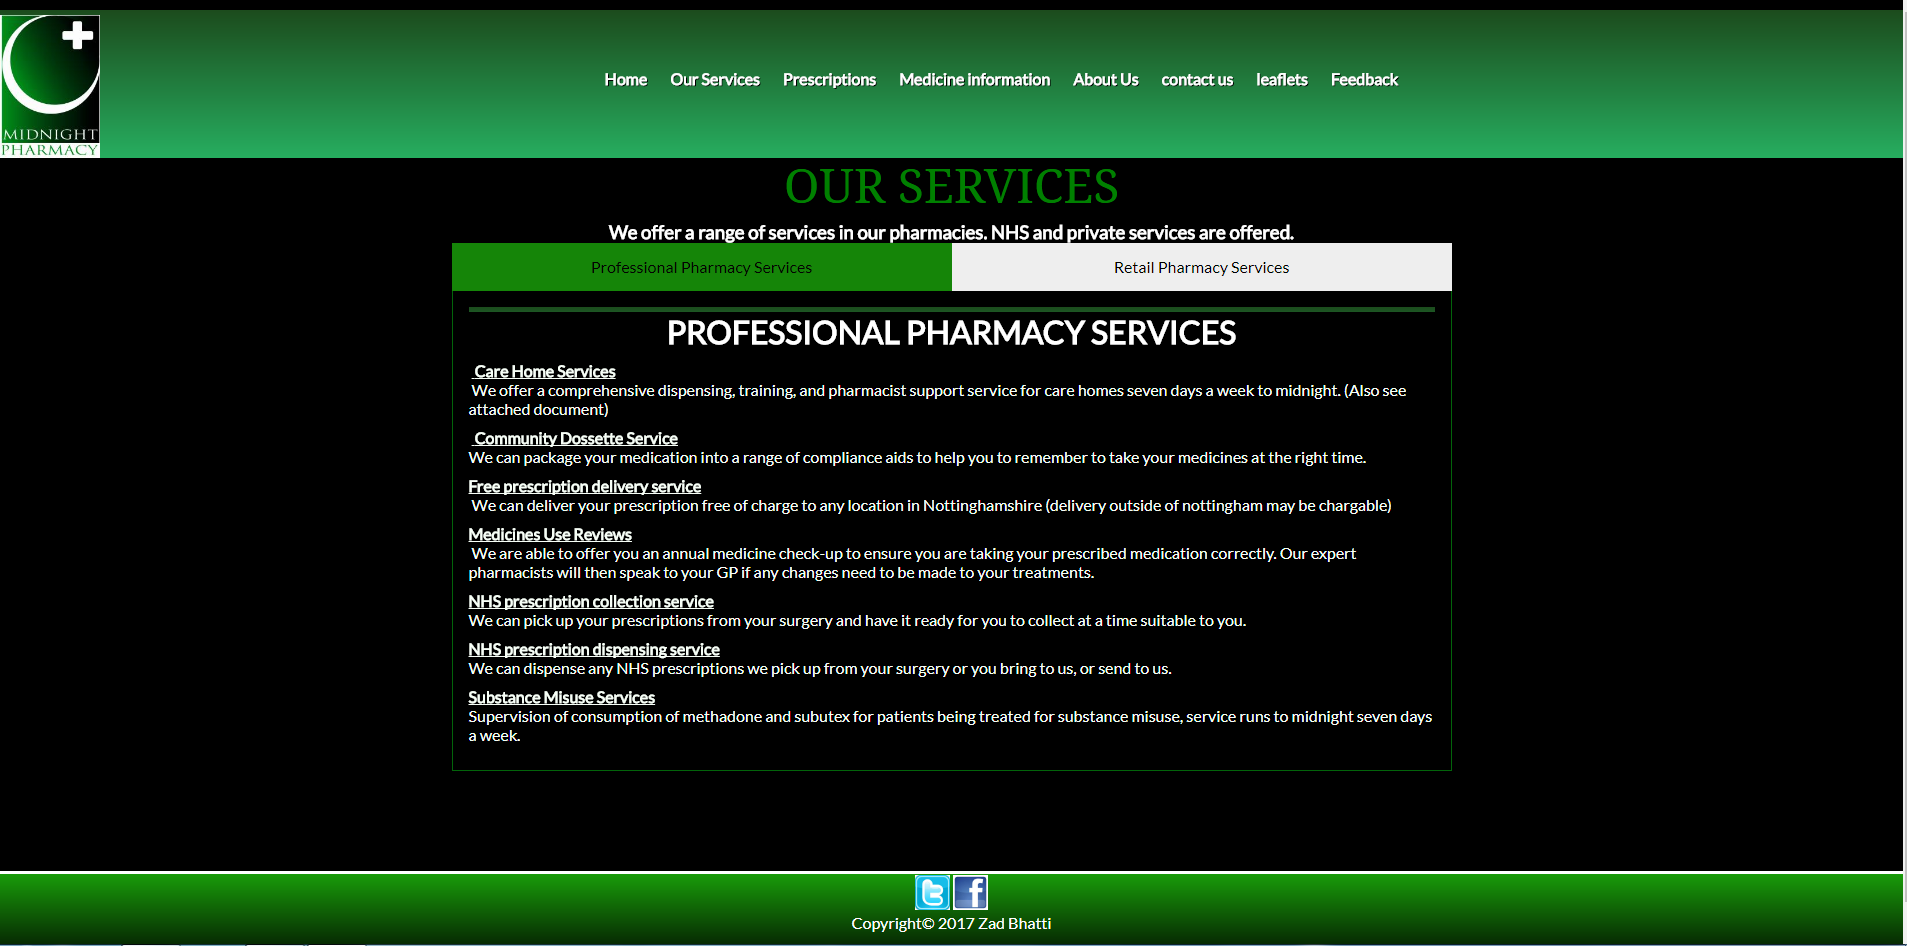 MIDNIGHT
PHARMACY
Home Our Services Prescriptions Medicine information About Us contact us leaflets Feedback
OUR SERVICES
We offer a range of services in our pharmacies. NHS and private services are offered.
Professional Pharmacy Services Retail Pharmacy Services
PROFESSIONAL PHARMACY SERVICES
Care Home Services
We offer a comprehensive dispensing, training, and pharmacist support service for care homes seven days a week to midnight. (Also see
attached document)
Community Dossette Service
We can package your medication into a range of compliance aids to help you to remember to take your medicines at the right time.
Free prescription delivery service
We can deliver your prescription free of charge to any location in Nottinghamshire (delivery outside of nottingham may be chargable)
Medicines Use Reviews
We are able to offer you an annual medicine check-up to ensure you are taking your prescribed medication correctly. Our expert
pharmacists will then speak to your GP if any changes need to be made to your treatments.
NHS prescription collection service
We can pick up your prescriptions from your surgery and have it ready for you to collect at a time suitable to you.
NHS prescription dispensing service
We can dispense any NHS prescriptions we pick up from your surgery or you bring to us, or send to us.
Substance Misuse Services
Supervision of consumption of methadone and subutex for patients being treated for substance misuse, service runs to midnight seven days
a week.
Copyright© 2017 Zad Bhatti